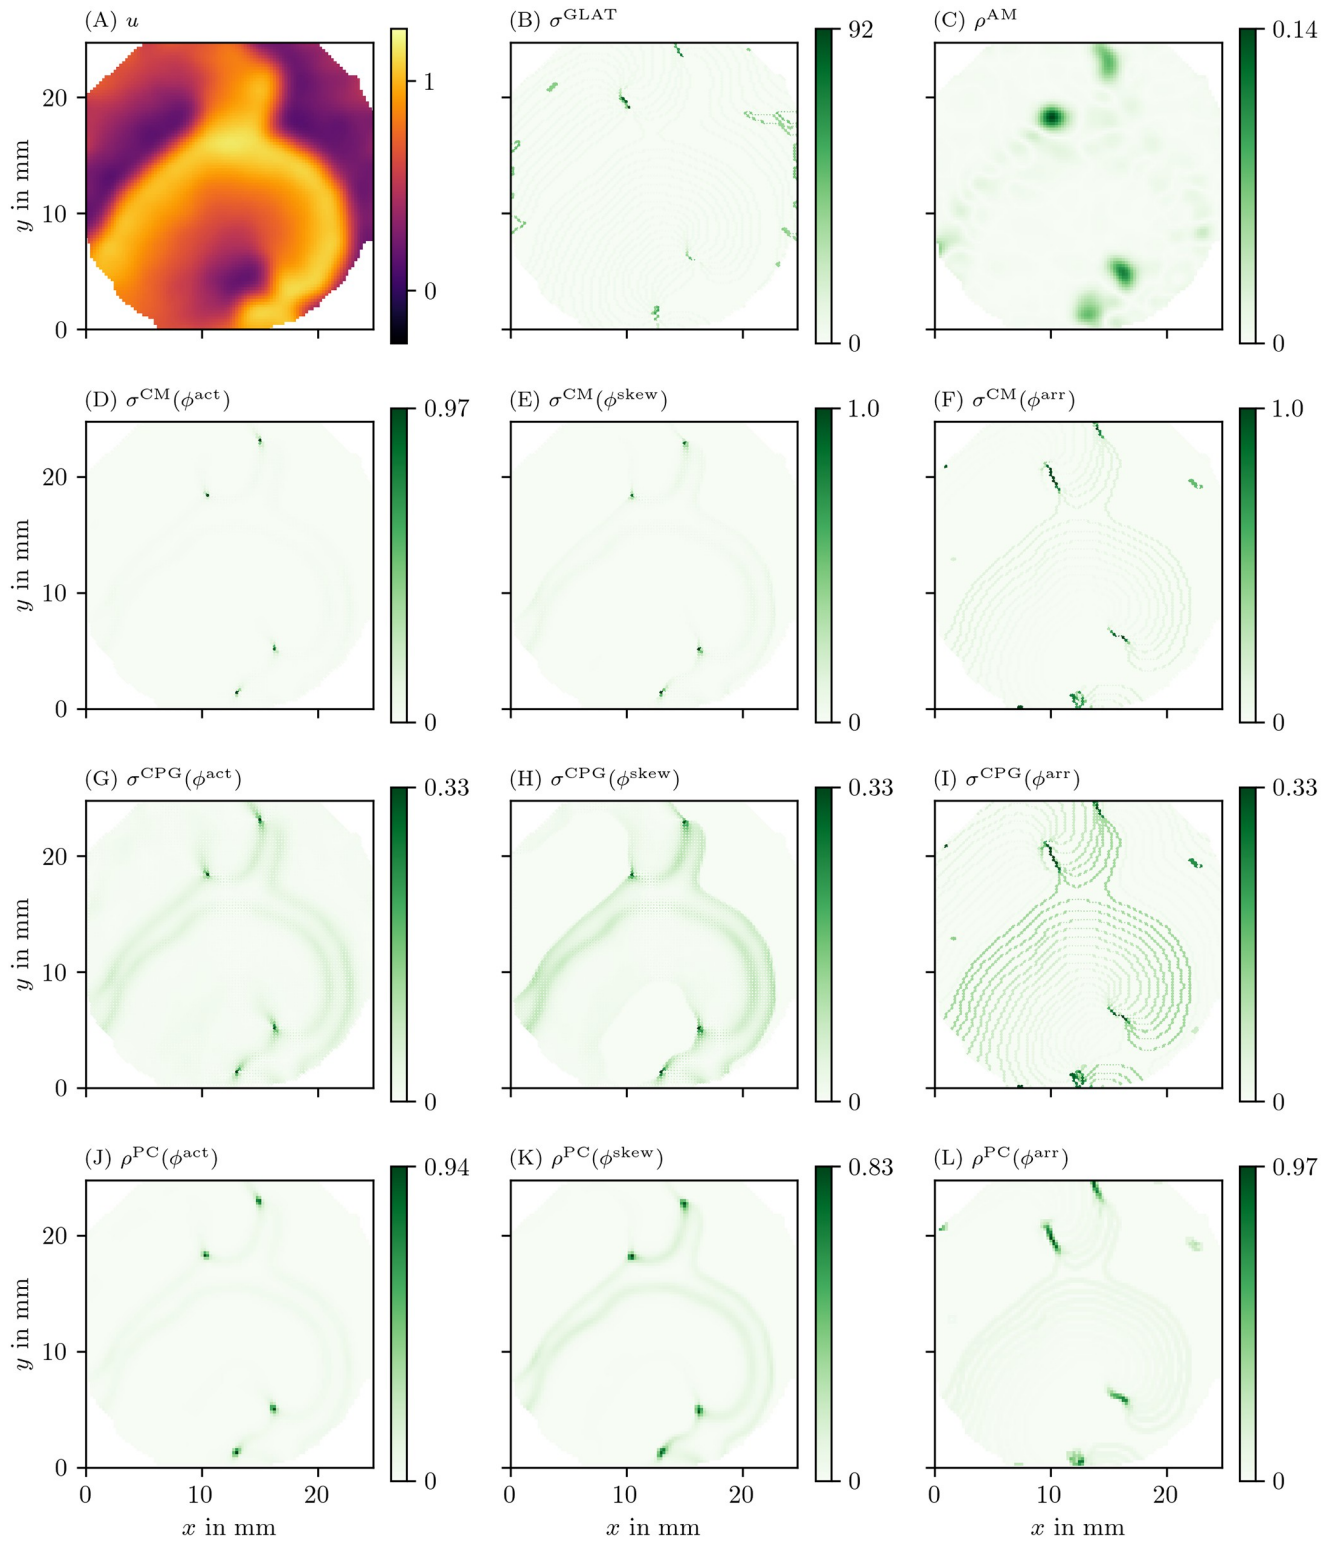 (A) u
(B) σ^GLAT
(C) ρ^AM
y in mm
20
10
0
1
0
92
0
0.14
0
(D) σ^CM(ϕ^act)
(E) σ^CM(ϕ^skew)
(F) σ^CM(ϕ^arr)
y in mm
20
10
0
0.97
0
1.0
0
1.0
0
(G) σ^CPG(ϕ^act)
(H) σ^CPG(ϕ^skew)
(I) σ^CPG(ϕ^arr)
y in mm
20
10
0
0.33
0
0.33
0
0.33
0
(J) ρ^PC(ϕ^act)
(K) ρ^PC(ϕ^skew)
(L) ρ^PC(ϕ^arr)
y in mm
20
10
0
0.94
0
0.83
0
0.97
0
0 10 20
0 10 20
0 10 20
x in mm
x in mm
x in mm